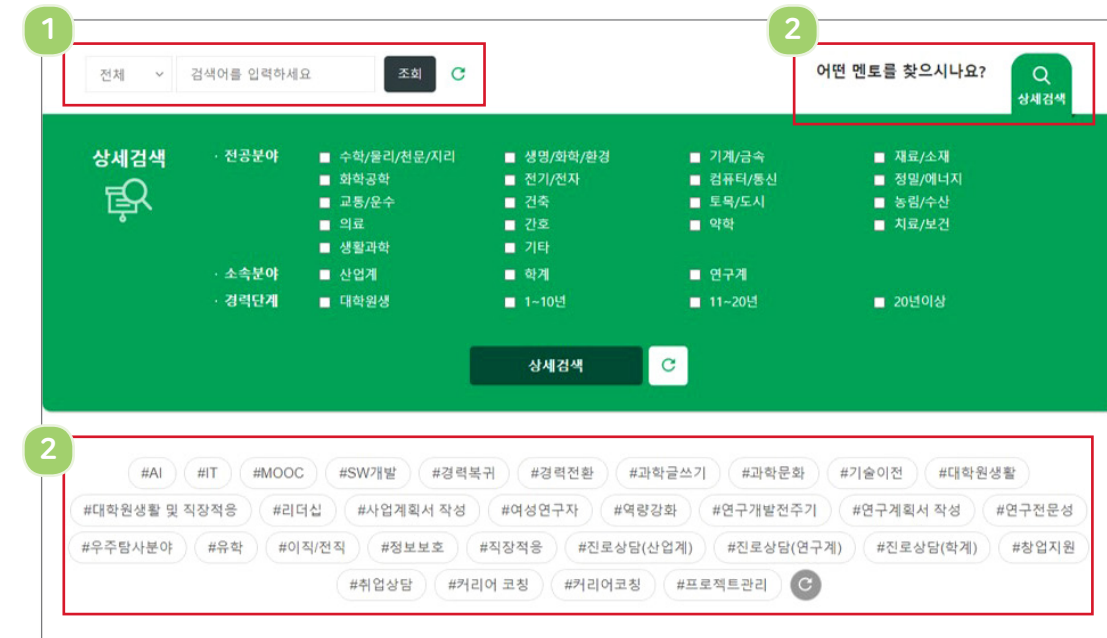 1
2
전체 검색어를 입력하세요 조회
어떤 멘토를 찾으시나요?
상세검색
상세검색 · 전공분야 수학/물리/천문/지리 생명/화학/환경 기계/금속 재료/소재
화학공학 전기/전자 컴퓨터/통신 정밀/에너지
교통/운수 건축 토목/도시 농림/수산
의료 간호 약학 치료/보건
생활과학 기타
· 소속분야 산업계 학계 연구계
· 경력단계 대학원생 1~10년 11~20년 20년이상
상세검색
2
#AI #IT #MOOC #SW개발 #경력복귀 #경력전환 #과학글쓰기 #과학문화 #기술이전 #대학원생활
#대학원생활 및 직장적응 #리더십 #사업계획서 작성 #여성연구자 #역량강화 #연구개발전주기 #연구계획서 작성 #연구전문성
#우주탐사분야 #유학 #이직/전직 #정보보호 #직장적응 #진로상담(산업계) #진로상담(연구계) #진로상담(학계) #창업지원
#취업상담 #커리어 코칭 #커리어코칭 #프로젝트관리